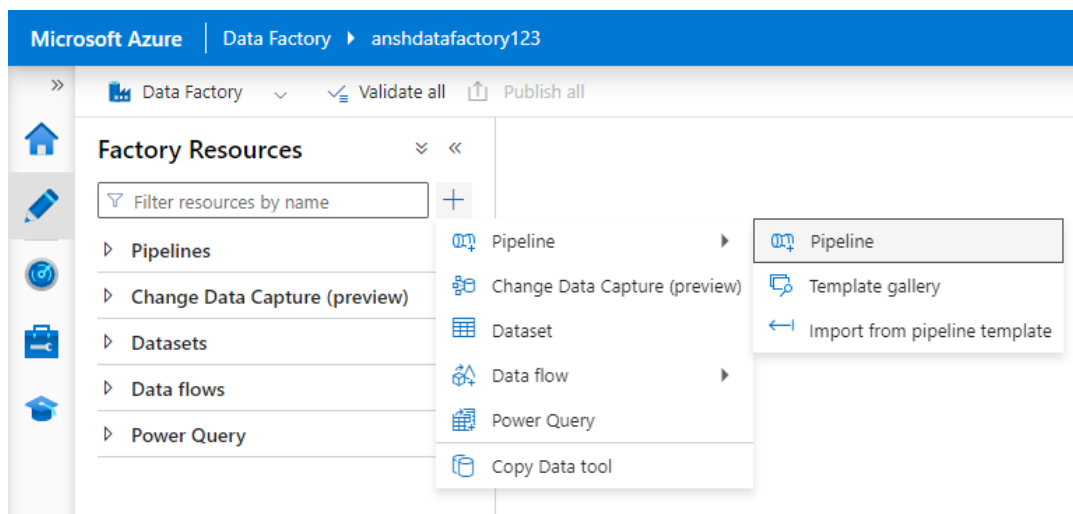 Microsoft Azure Data Factory anshdatafactory123
Data Factory Validate all Publish all
Factory Resources
Filter resources by name
Pipelines
Change Data Capture (preview)
Datasets
Data flows
Power Query
Pipeline
Change Data Capture (preview)
Dataset
Data flow
Power Query
Copy Data tool
Pipeline
Template gallery
Import from pipeline template